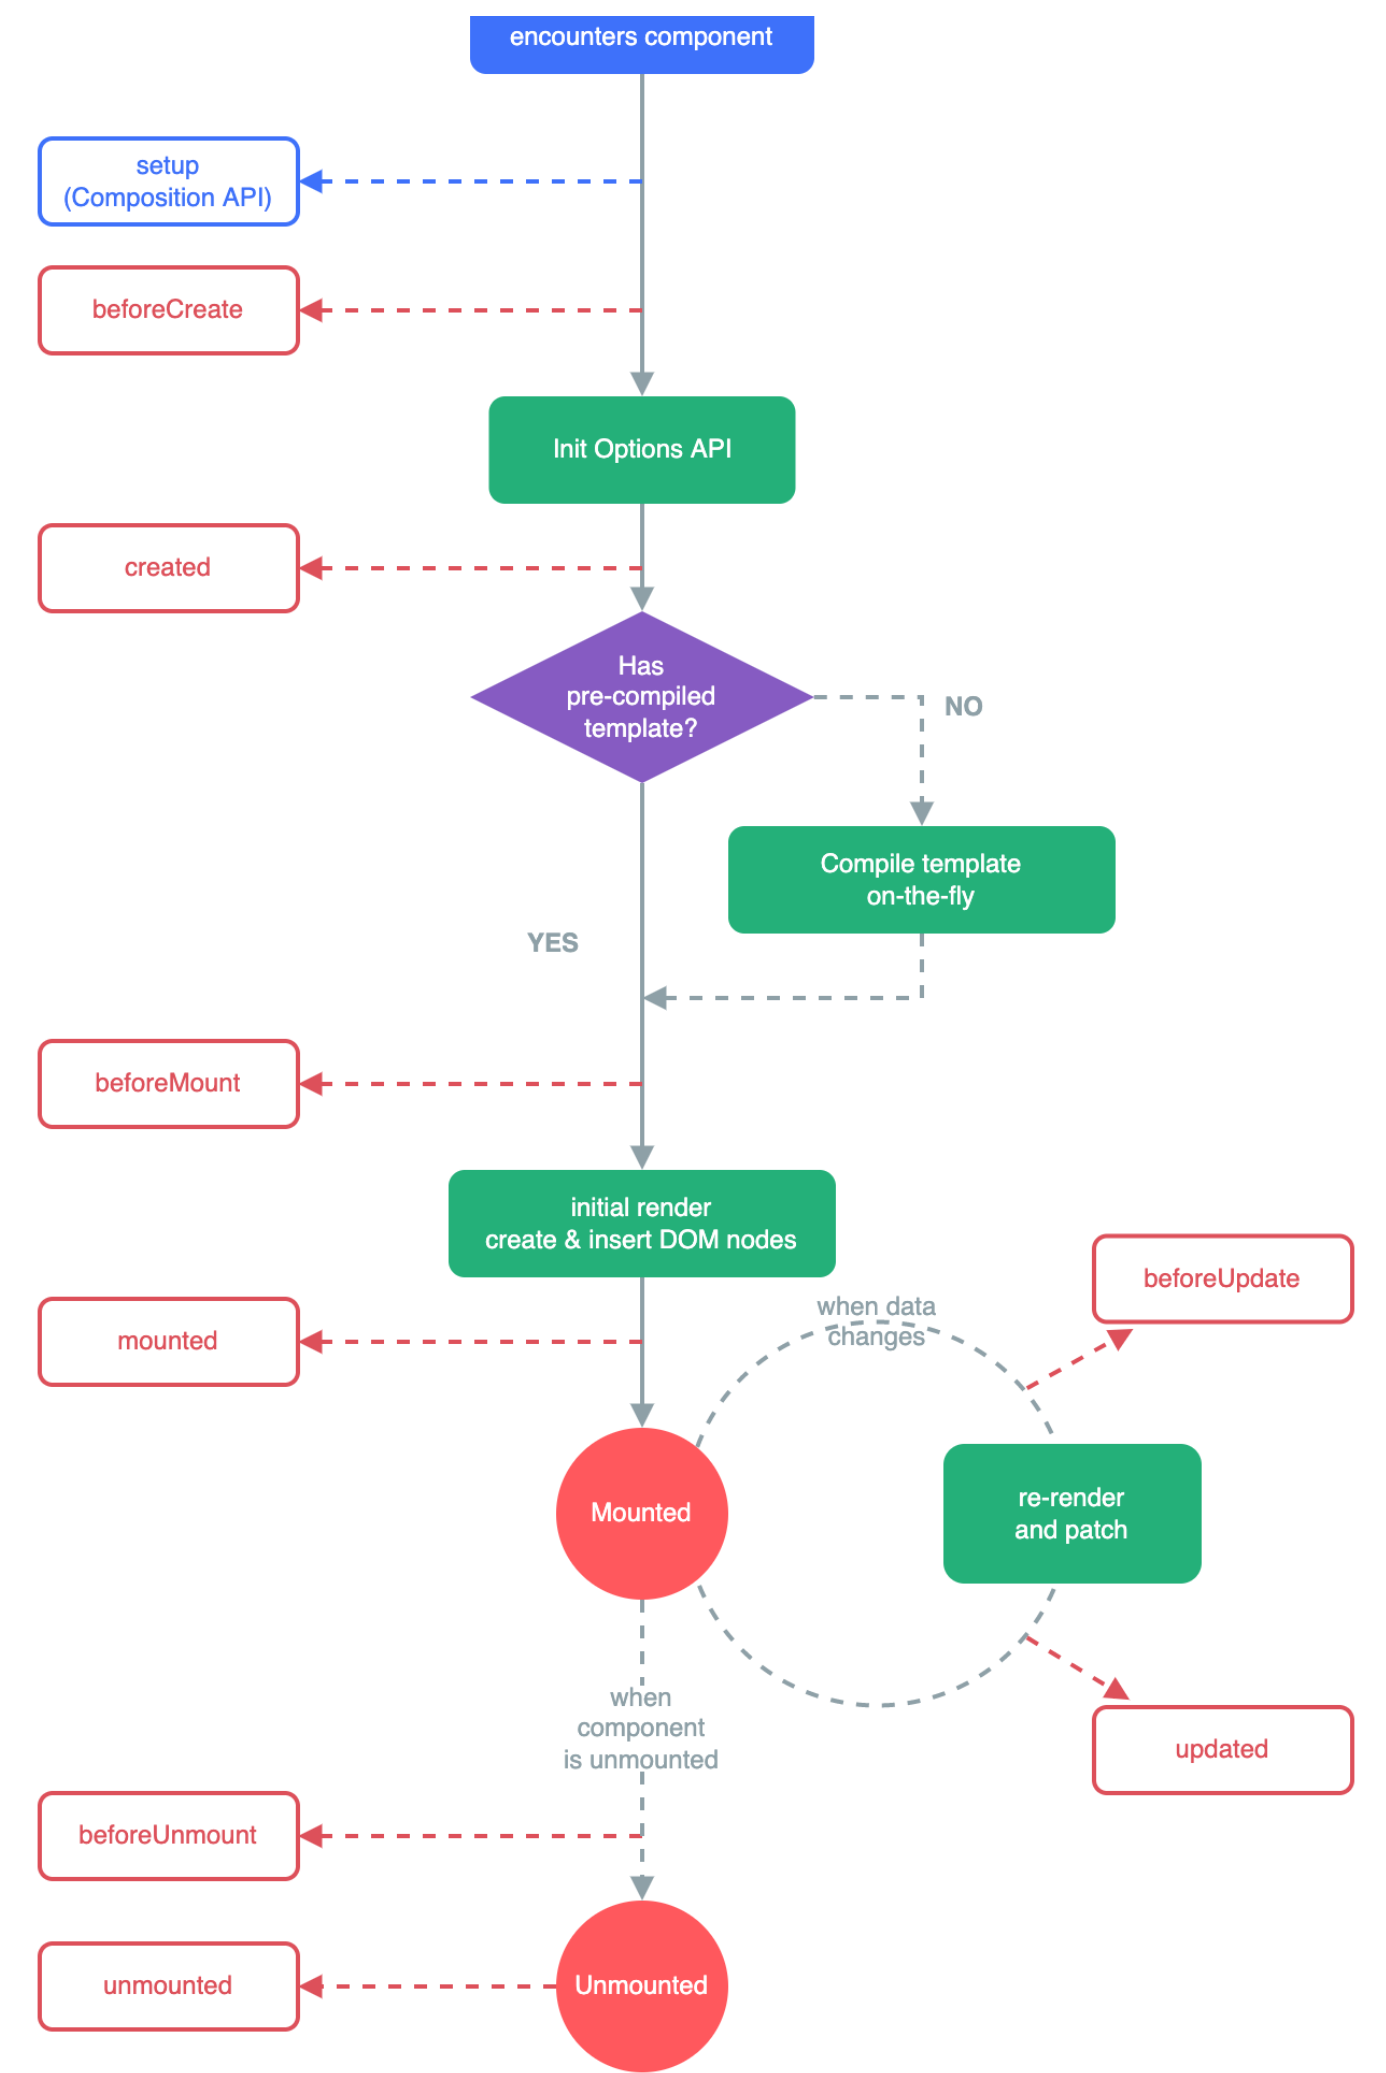 encounters component
setup
(Composition API)
beforeCreate
Init Options API
created
Has
pre-compiled
template?
NO
Compile template
on-the-fly
YES
beforeMount
initial render
create & insert DOM nodes
beforeUpdate
when data
changes
mounted
Mounted
re-render
and patch
when
component
is unmounted
updated
beforeUnmount
unmounted
Unmounted